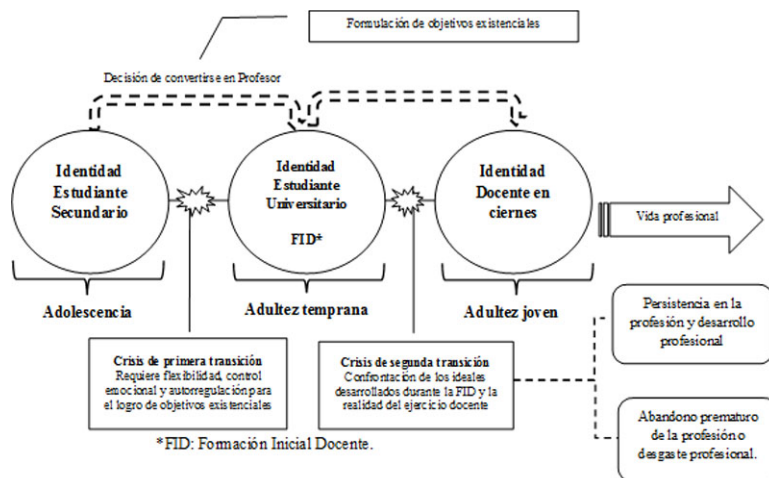 Formulación de objetivos existenciales
Decisión de convertirse en Profesor
Identidad
Estudiante
Secundario
Identidad
Estudiante
Universitario
FID*
Identidad
Docente en
ciernes
Vida profesional
Adolescencia
Adultez temprana
Adultez joven
Crisis de primera transición
Requiere flexibilidad, control
emocional y autorregulación para
el logro de objetivos existenciales
Crisis de segunda transición
Confrontación de los ideales
desarrollados durante la FID y la
realidad del ejercicio docente
Persistencia en la
profesión y desarrollo
profesional
Abandono prematuro
de la profesión o
desgaste profesional.
*FID: Formación Inicial Docente.